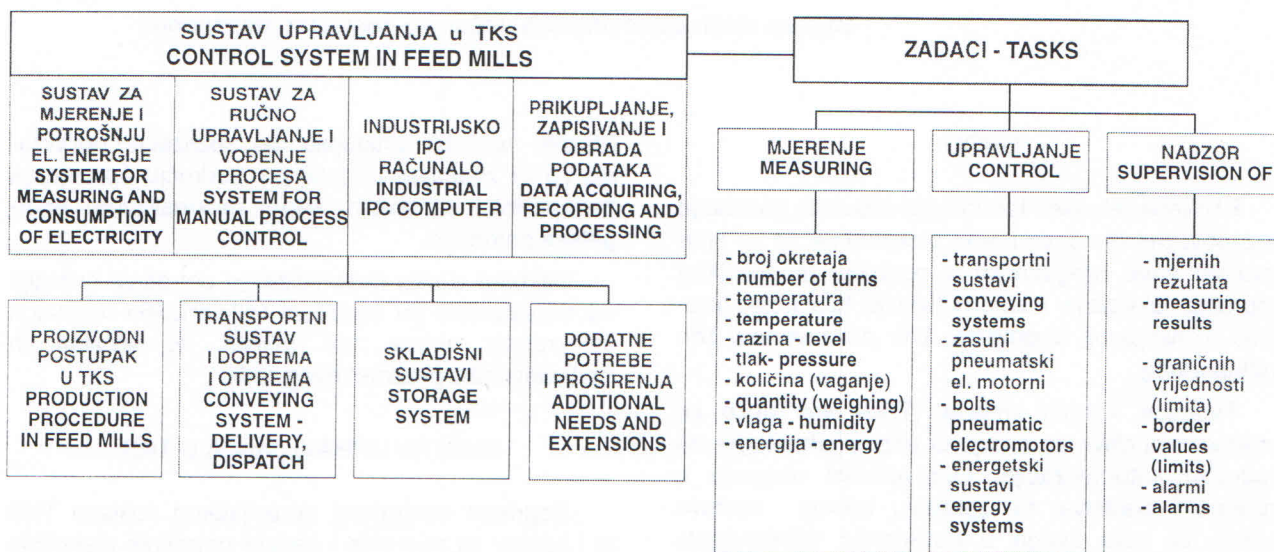 SUSTAV UPRAVLJANJA u TKS
CONTROL SYSTEM IN FEED MILLS
SUSTAV ZA
MJERENJE I
POTROŠNJU
EL. ENERGIJE
SYSTEM FOR
MEASURING AND
CONSUMPTION
OF ELECTRICITY
SUSTAV ZA
RUČNO
UPRAVLJANJE I
VOĐENJE
PROCESA
SYSTEM FOR
MANUAL PROCESS
CONTROL
INDUSTRIJSKO
IPC
RAČUNALO
INDUSTRIAL
IPC COMPUTER
PRIKUPLJANJE,
ZAPISIVANJE I
OBRADA
PODATAKA
DATA ACQUIRING,
RECORDING AND
PROCESSING
PROIZVODNI
POSTUPAK
U TKS
PRODUCTION
PROCEDURE
IN FEED MILLS
TRANSPORTNI
SUSTAV
I DOPREMA
I OTPREMA
CONVEYING
SYSTEM -
DELIVERY,
DISPATCH
SKLADIŠNI
SUSTAVI
STORAGE
SYSTEM
DODATNE
POTREBE
I PROŠIRENJA
ADDITIONAL
NEEDS AND
EXTENSIONS
ZADACI - TASKS
MJERENJE
MEASURING
- broj okretaja
- number of turns
- temperatura
- temperature
- razina - level
- tlak- pressure
- količina (vaganje)
- quantity (weighing)
- vlaga - humidity
- energija - energy
UPRAVLJANJE
CONTROL
- transportni
sustavi
- conveying
systems
- zasuni
pneumatski
el. motorni
- bolts
pneumatic
electromotors
- energetski
sustavi
- energy
systems
NADZOR
SUPERVISION OF
- mjernih
rezultata
- measuring
results
- graničnih
vrijednosti
(limita)
- border
values
(limits)
- alarmi
- alarms